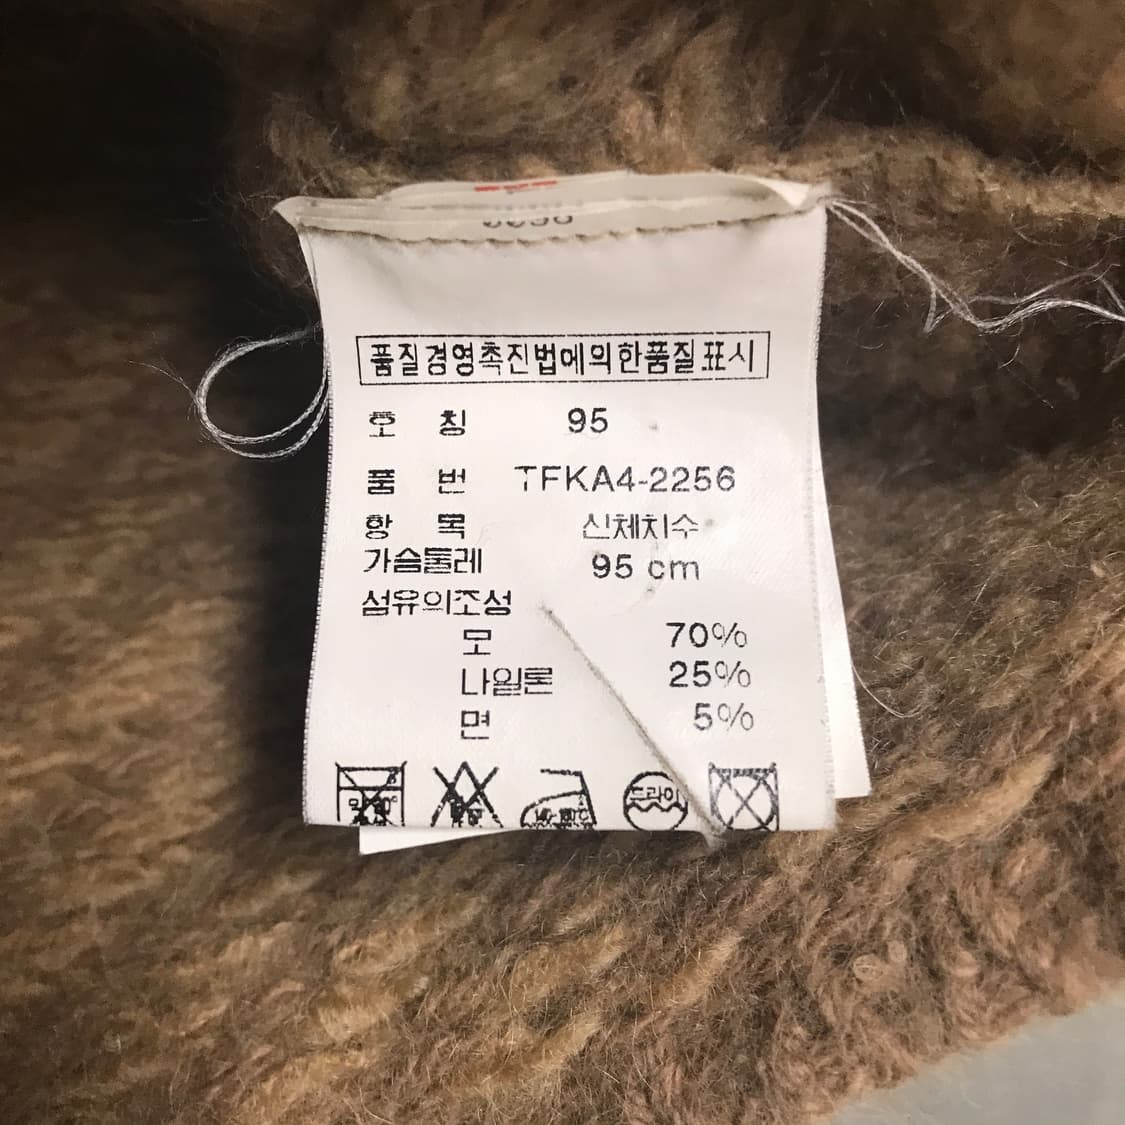 품질경영촉진법에의한품질표시
호 칭 95
품 번 TFKA4-2256
항 목 신체치수
가슴둘레 95 cm
섬유의조성
모 70%
나일론 25%
면 5%
드라이